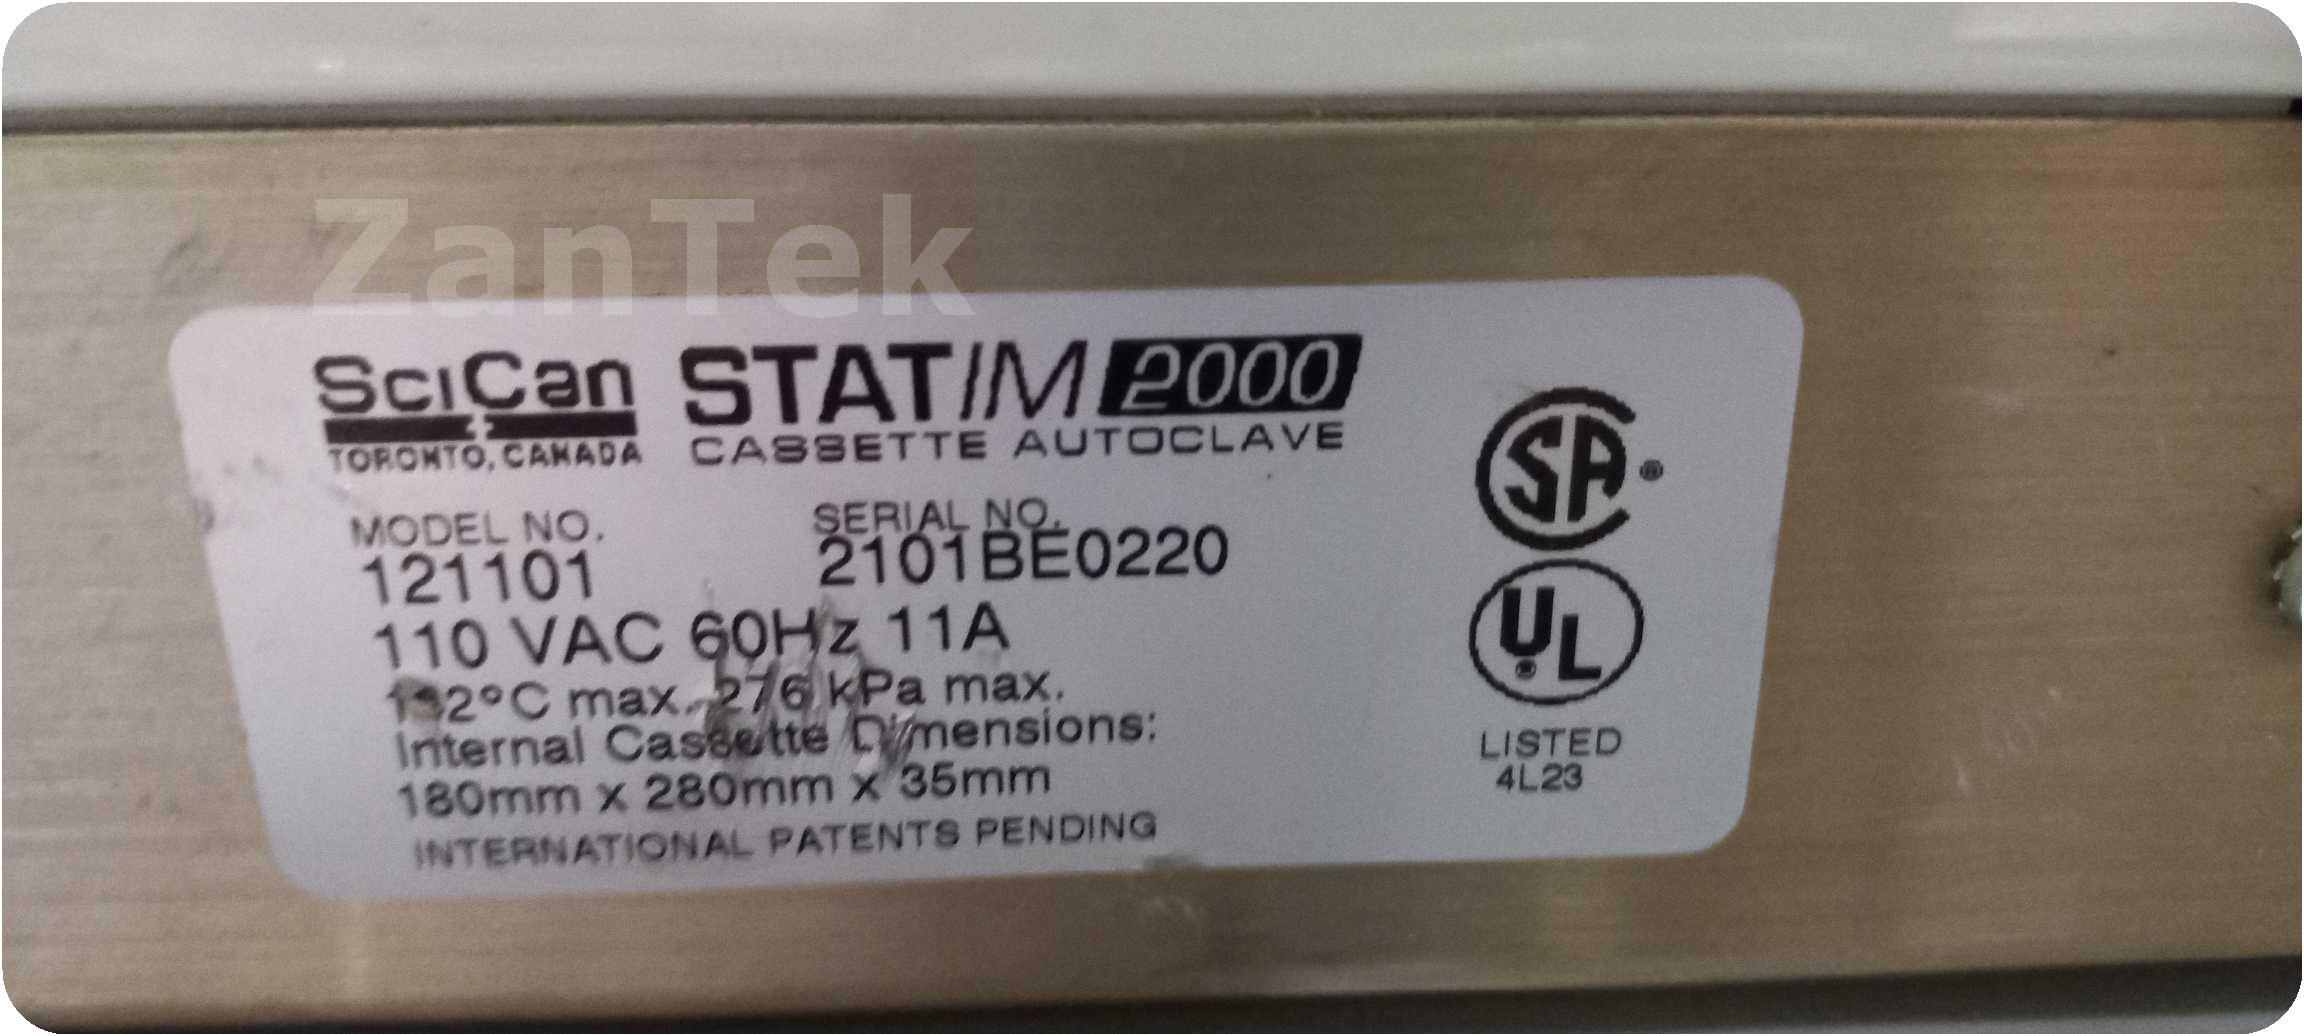 ZanTek
SciCan STATIM 2000
TORONTO, CANADA CASSETTE AUTOCLAVE
MODEL NO. SERIAL NO.
121101 2101BE0220
110 VAC 60Hz 11A
max. 276 kPa max.
Internal Cassette Dimensions:
180mm x 280mm x 35mm
INTERNATIONAL PATENTS PENDING
SA ®
UL ®
LISTED
4L23